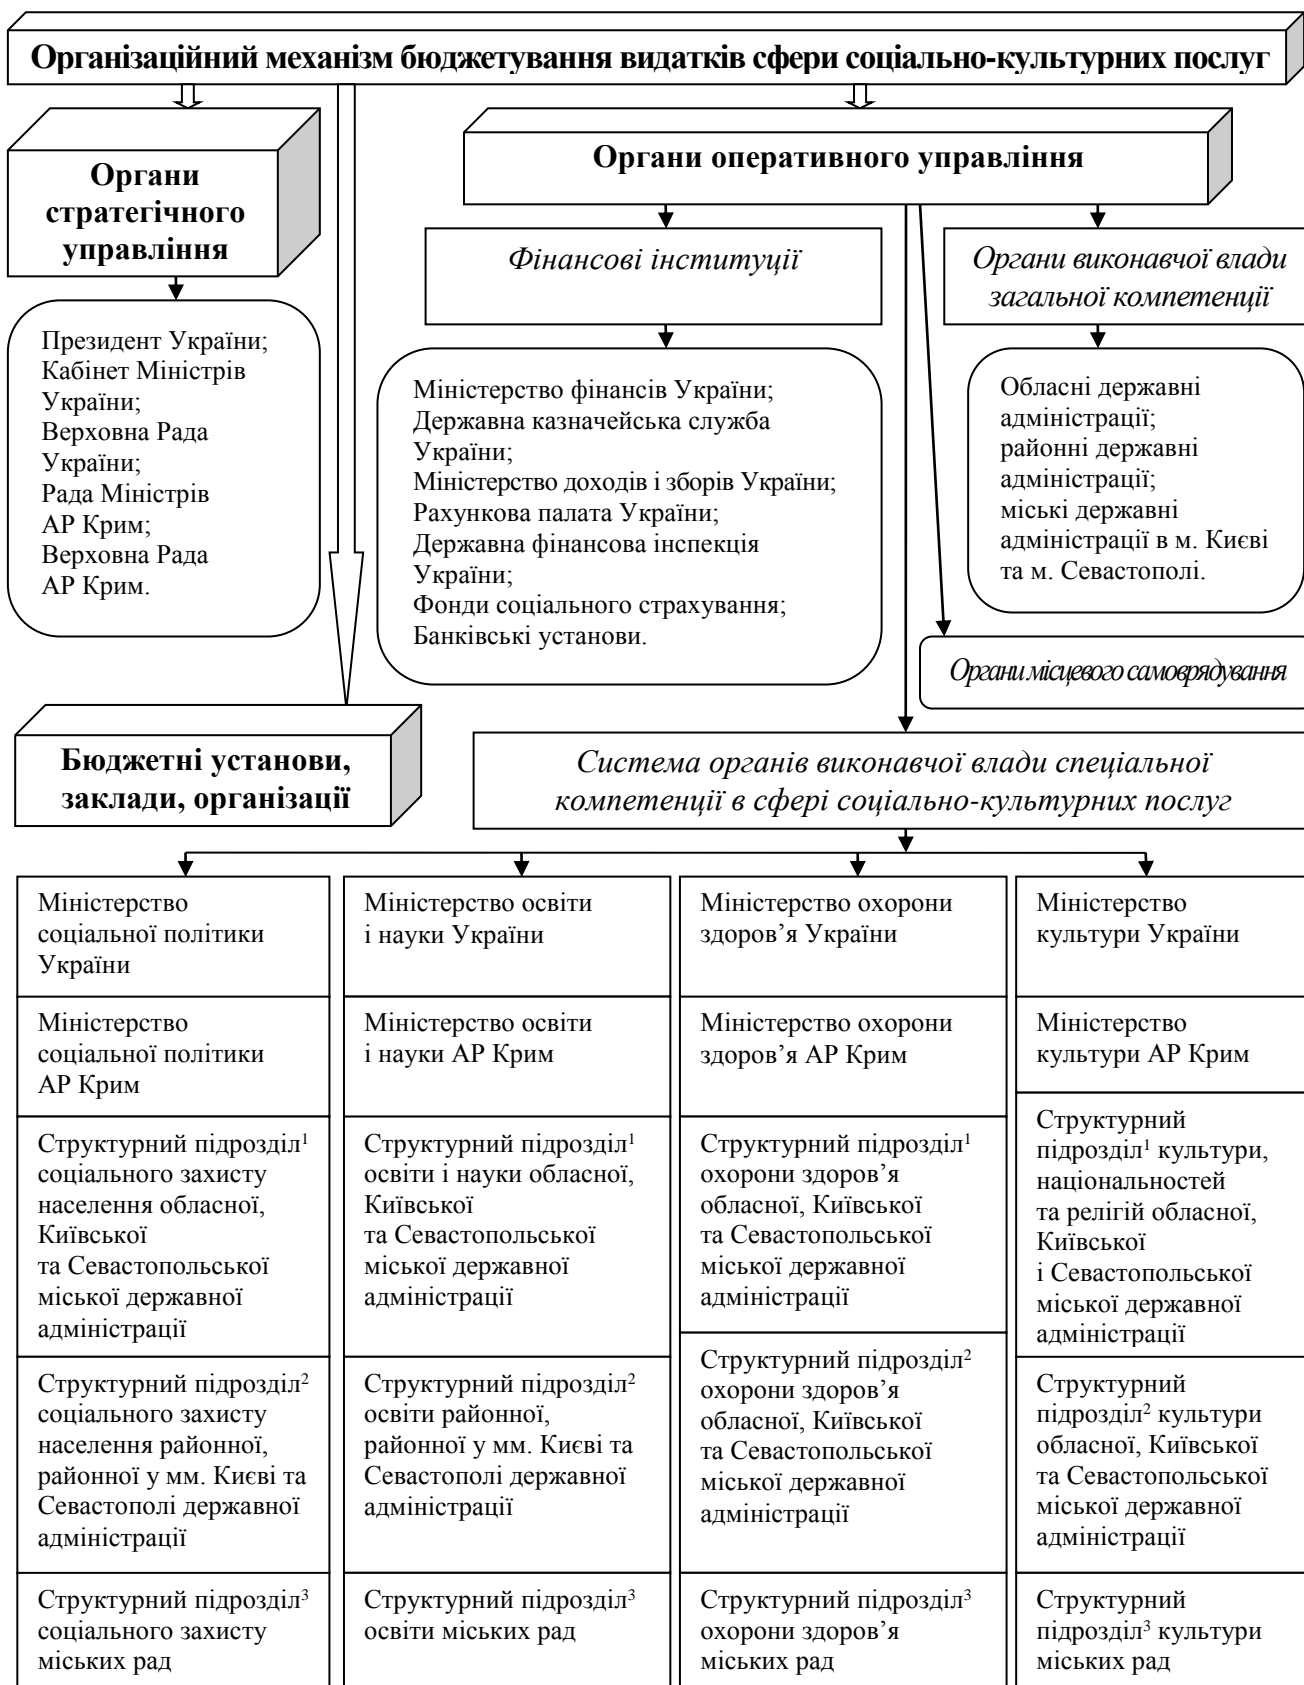 Організаційний механізм бюджетування видатків сфери соціально-культурних послуг
Органи
стратегічного
управління
Президент України;
Кабінет Міністрів
України;
Верховна Рада
України;
Рада Міністрів
АР Крим;
Верховна Рада
АР Крим.
Органи оперативного управління
Фінансові інституції
Міністерство фінансів України;
Державна казначейська служба
України;
Міністерство доходів і зборів України;
Рахункова палата України;
Державна фінансова інспекція
України;
Фонди соціального страхування;
Банківські установи.
Органи виконавчої влади
загальної компетенції
Обласні державні
адміністрації;
районні державні
адміністрації;
міські державні
адміністрації в м. Києві
та м. Севастополі.
Органи місцевого самоврядування
Бюджетні установи,
заклади, організації
Система органів виконавчої влади спеціальної
компетенції в сфері соціально-культурних послуг
Міністерство
соціальної політики
України
Міністерство
соціальної політики
АР Крим
Структурний підрозділ¹
соціального захисту
населення обласної,
Київської
та Севастопольської
міської державної
адміністрації
Структурний підрозділ²
соціального захисту
населення районної,
районної у мм. Києві та
Севастополі державної
адміністрації
Структурний підрозділ³
соціального захисту
міських рад
Міністерство освіти
і науки України
Міністерство освіти
і науки АР Крим
Структурний підрозділ¹
освіти і науки обласної,
Київської
та Севастопольської
міської державної
адміністрації
Структурний підрозділ²
освіти районної,
районної у мм. Києві та
Севастополі державної
адміністрації
Структурний підрозділ³
освіти міських рад
Міністерство охорони
здоров’я України
Міністерство охорони
здоров’я АР Крим
Структурний підрозділ¹
охорони здоров’я
обласної, Київської
та Севастопольської
міської державної
адміністрації
Структурний підрозділ²
охорони здоров’я
обласної, Київської
та Севастопольської
міської державної
адміністрації
Структурний підрозділ³
охорони здоров’я
міських рад
Міністерство
культури України
Міністерство
культури АР Крим
Структурний
підрозділ¹ культури,
національностей
та релігій обласної,
Київської
і Севастопольської
міської державної
адміністрації
Структурний
підрозділ² культури
обласної, Київської
та Севастопольської
міської державної
адміністрації
Структурний
підрозділ³ культури
міських рад